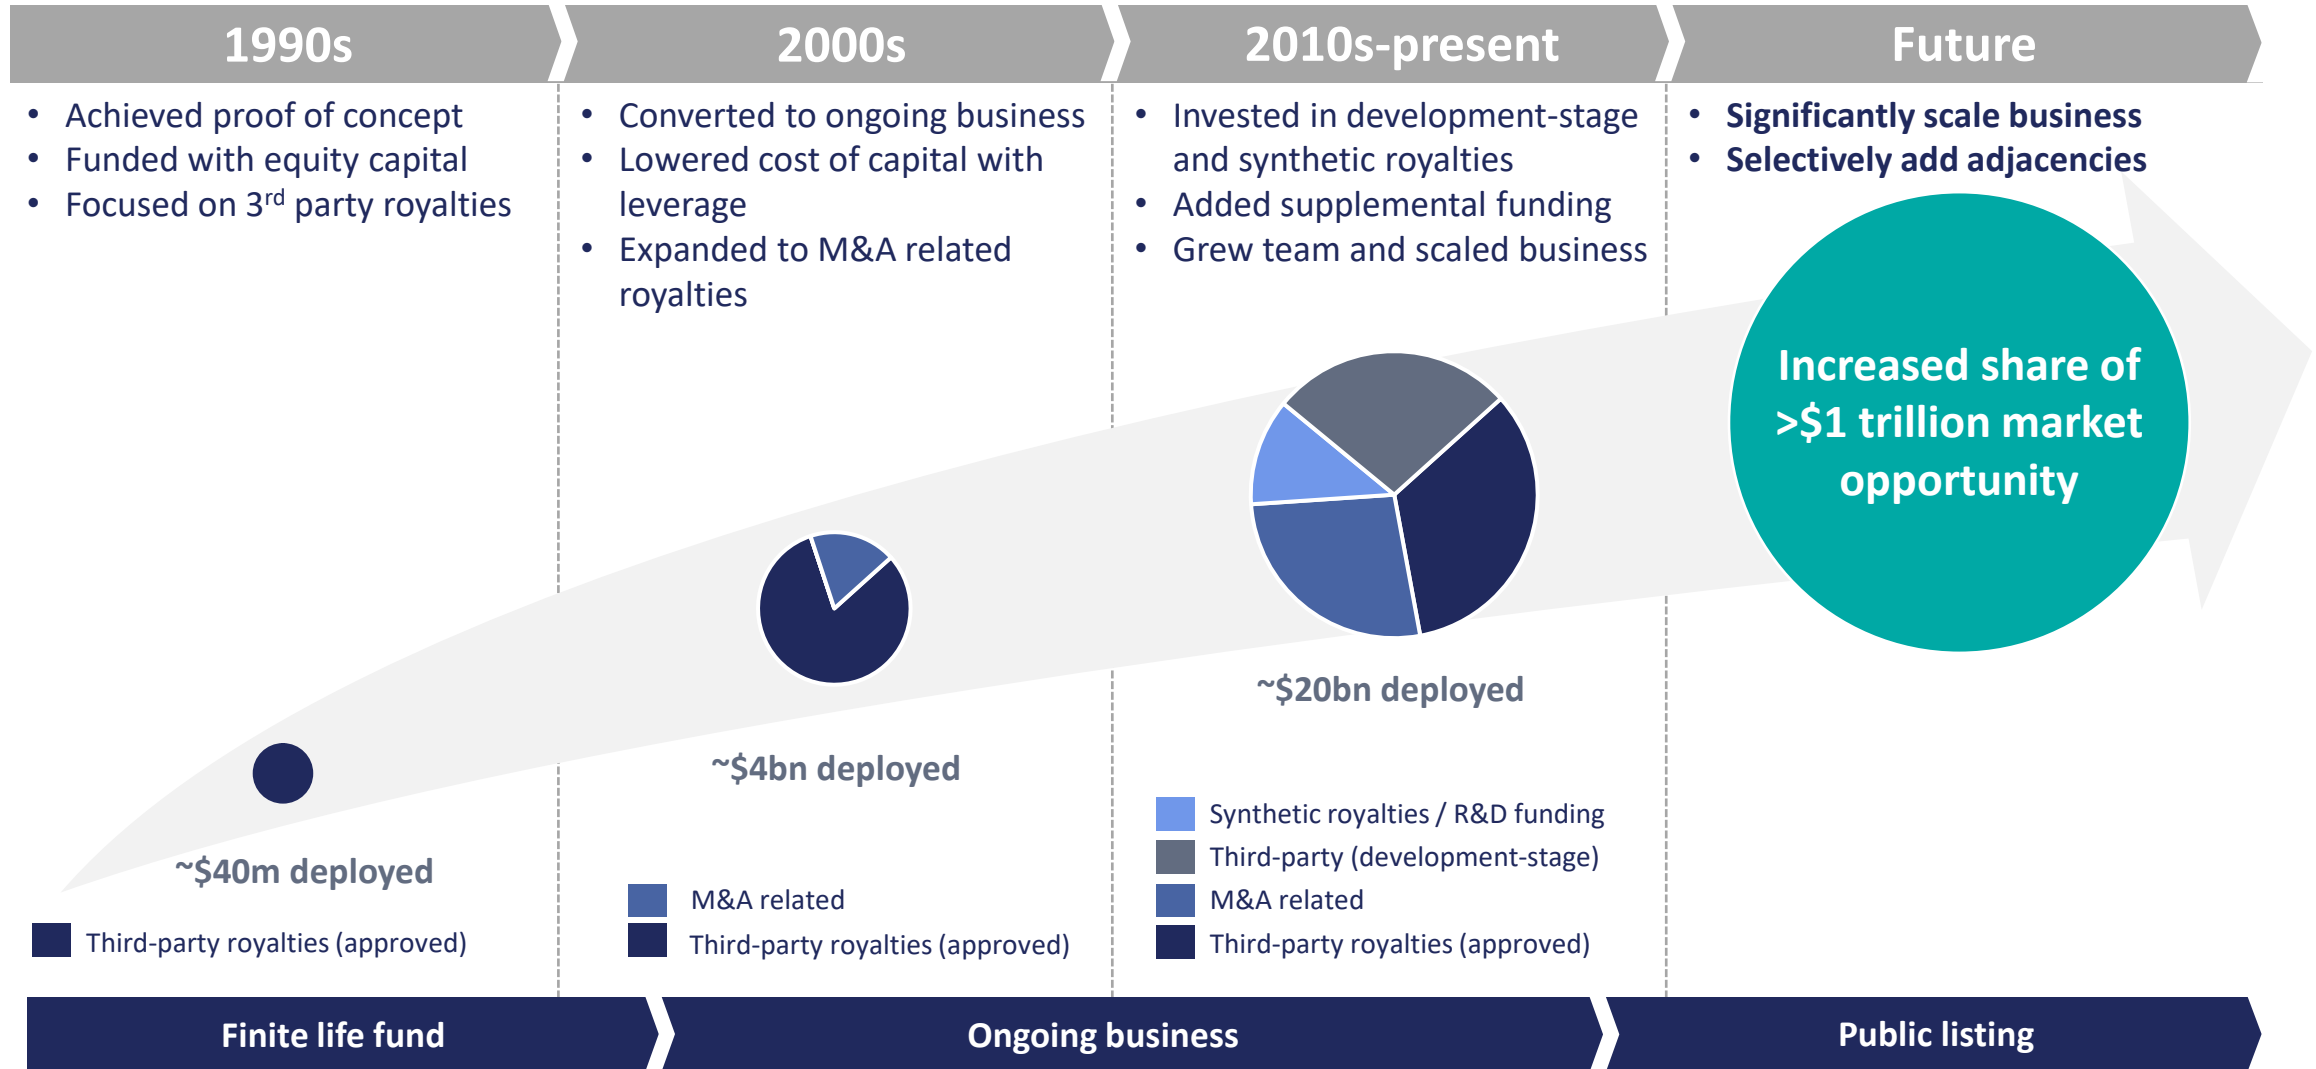 1990s
2000s
2010s-present
Future
• Achieved proof of concept
• Funded with equity capital
• Focused on 3rd party royalties
• Converted to ongoing business
• Lowered cost of capital with
leverage
• Expanded to M&A related
royalties
• Invested in development-stage
and synthetic royalties
• Added supplemental funding
• Grew team and scaled business
• Significantly scale business
• Selectively add adjacencies
Increased share of
>$1 trillion market
opportunity
~$40m deployed
~$4bn deployed
~$20bn deployed
Third-party royalties (approved)
M&A related
Third-party royalties (approved)
Synthetic royalties / R&D funding
Third-party (development-stage)
M&A related
Third-party royalties (approved)
Finite life fund
Ongoing business
Public listing